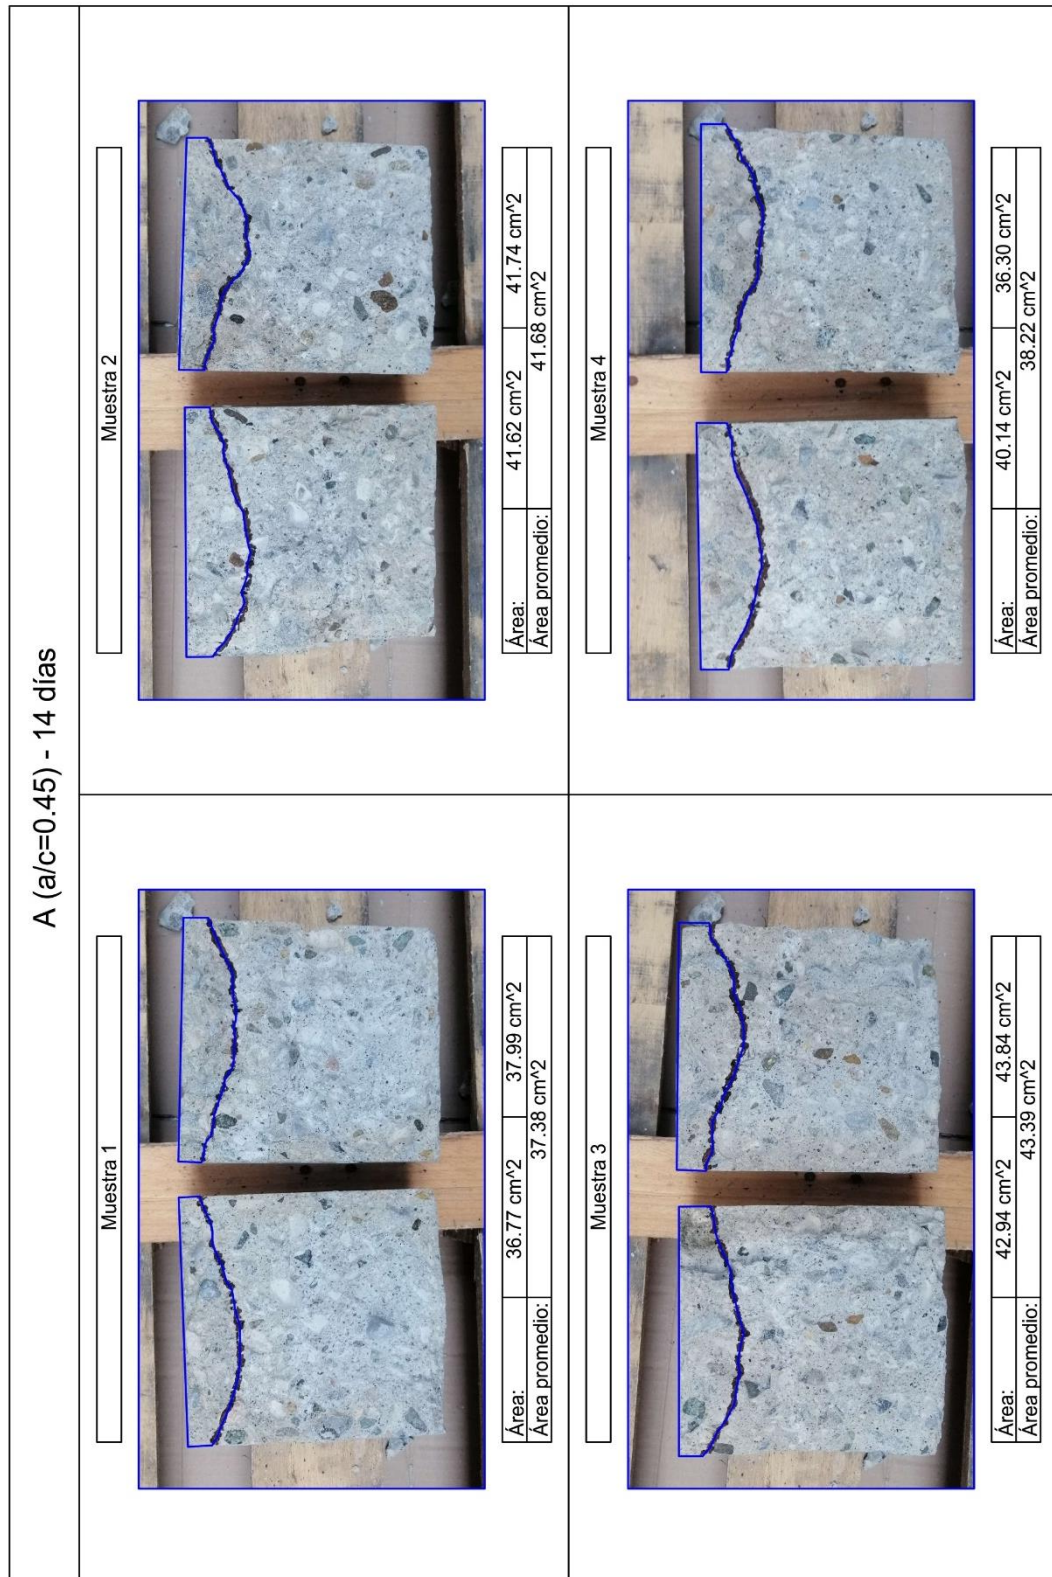 A (a/c=0.45) - 14 días
Muestra 1
Área: 36.77 cm^2 37.99 cm^2
Área promedio: 37.38 cm^2
Muestra 2
Área: 41.62 cm^2 41.74 cm^2
Área promedio: 41.68 cm^2
Muestra 3
Área: 42.94 cm^2 43.84 cm^2
Área promedio: 43.39 cm^2
Muestra 4
Área: 40.14 cm^2 36.30 cm^2
Área promedio: 38.22 cm^2